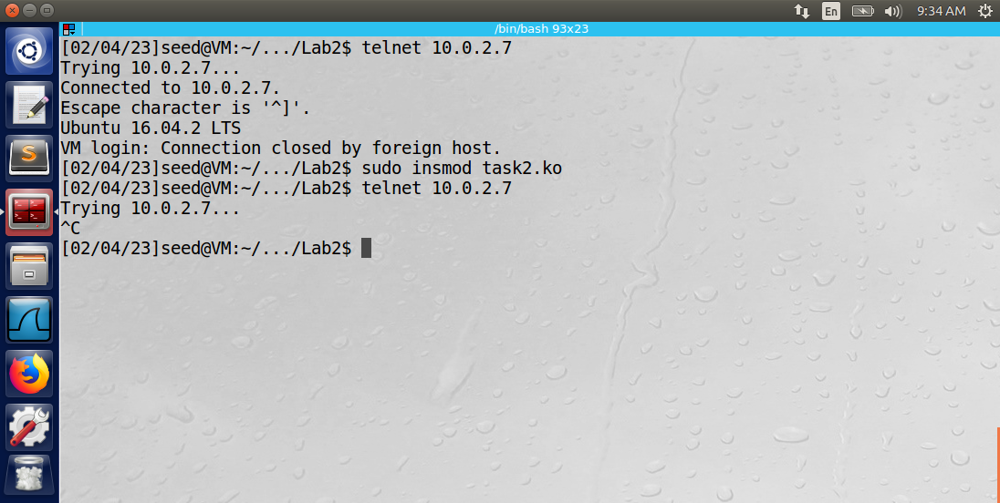 En
9:34 AM
/bin/bash 93x23
[02/04/23]seed@VM:~/.../Lab2$ telnet 10.0.2.7
Trying 10.0.2.7...
Connected to 10.0.2.7.
Escape character is '^]'.
Ubuntu 16.04.2 LTS
VM login: Connection closed by foreign host.
[02/04/23]seed@VM:~/.../Lab2$ sudo insmod task2.ko
[02/04/23]seed@VM:~/.../Lab2$ telnet 10.0.2.7
Trying 10.0.2.7...
^C
[02/04/23]seed@VM:~/.../Lab2$